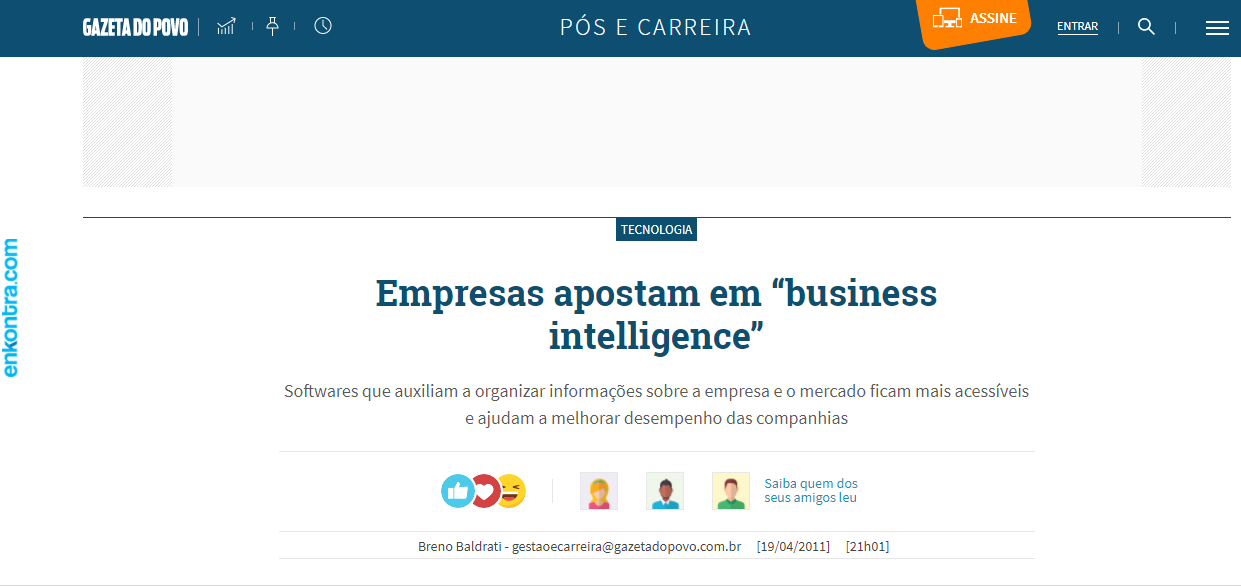 GAZETA DO POVO
PÓS E CARREIRA
ASSINE
ENTRAR
enkontra.com
TECNOLOGIA
Empresas apostam em “business
intelligence”
Softwares que auxiliam a organizar informações sobre a empresa e o mercado ficam mais acessíveis
e ajudam a melhorar desempenho das companhias
Saiba quem dos
seus amigos leu
Breno Baldrati - gestaoecarreira@gazetadopovo.com.br [19/04/2011] [21h01]